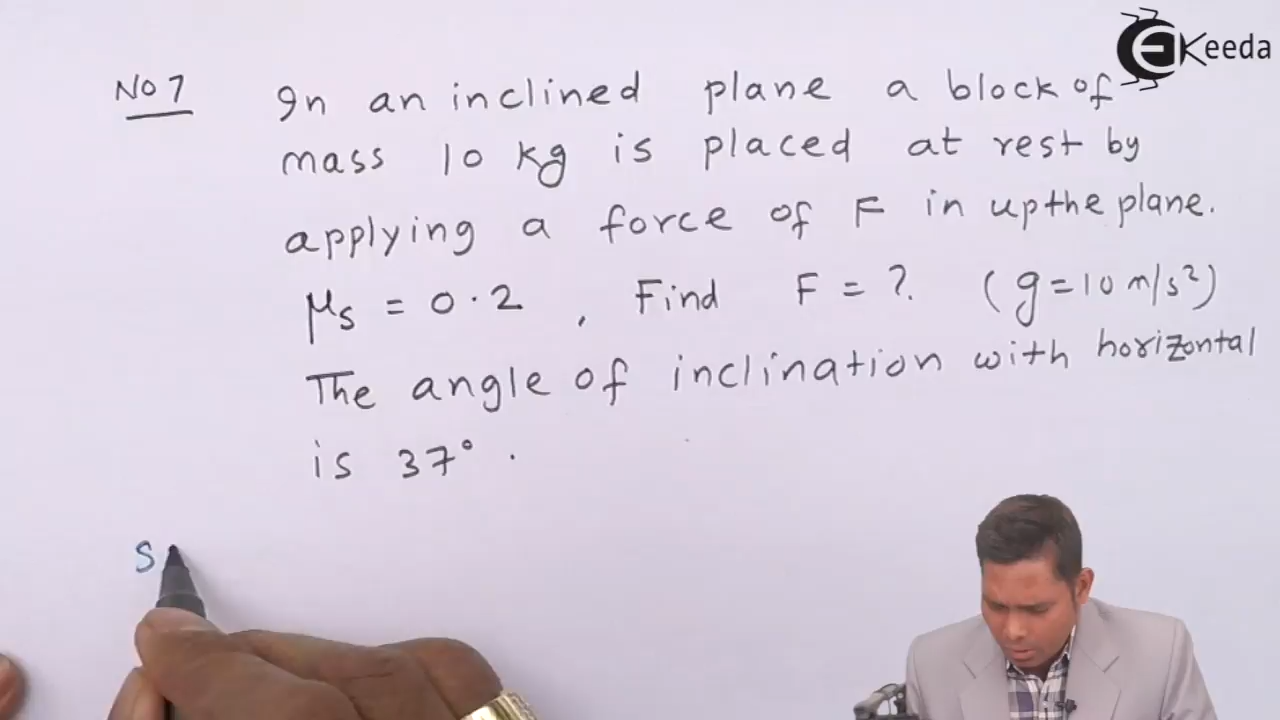 Ekeeda
No 7
In an inclined plane a block of
mass 10 kg is placed at rest by
applying a force of F in up the plane.
μs = 0.2 , Find F = ?. (g = 10 m/s²)
The angle of inclination with horizontal
is 37° .
S